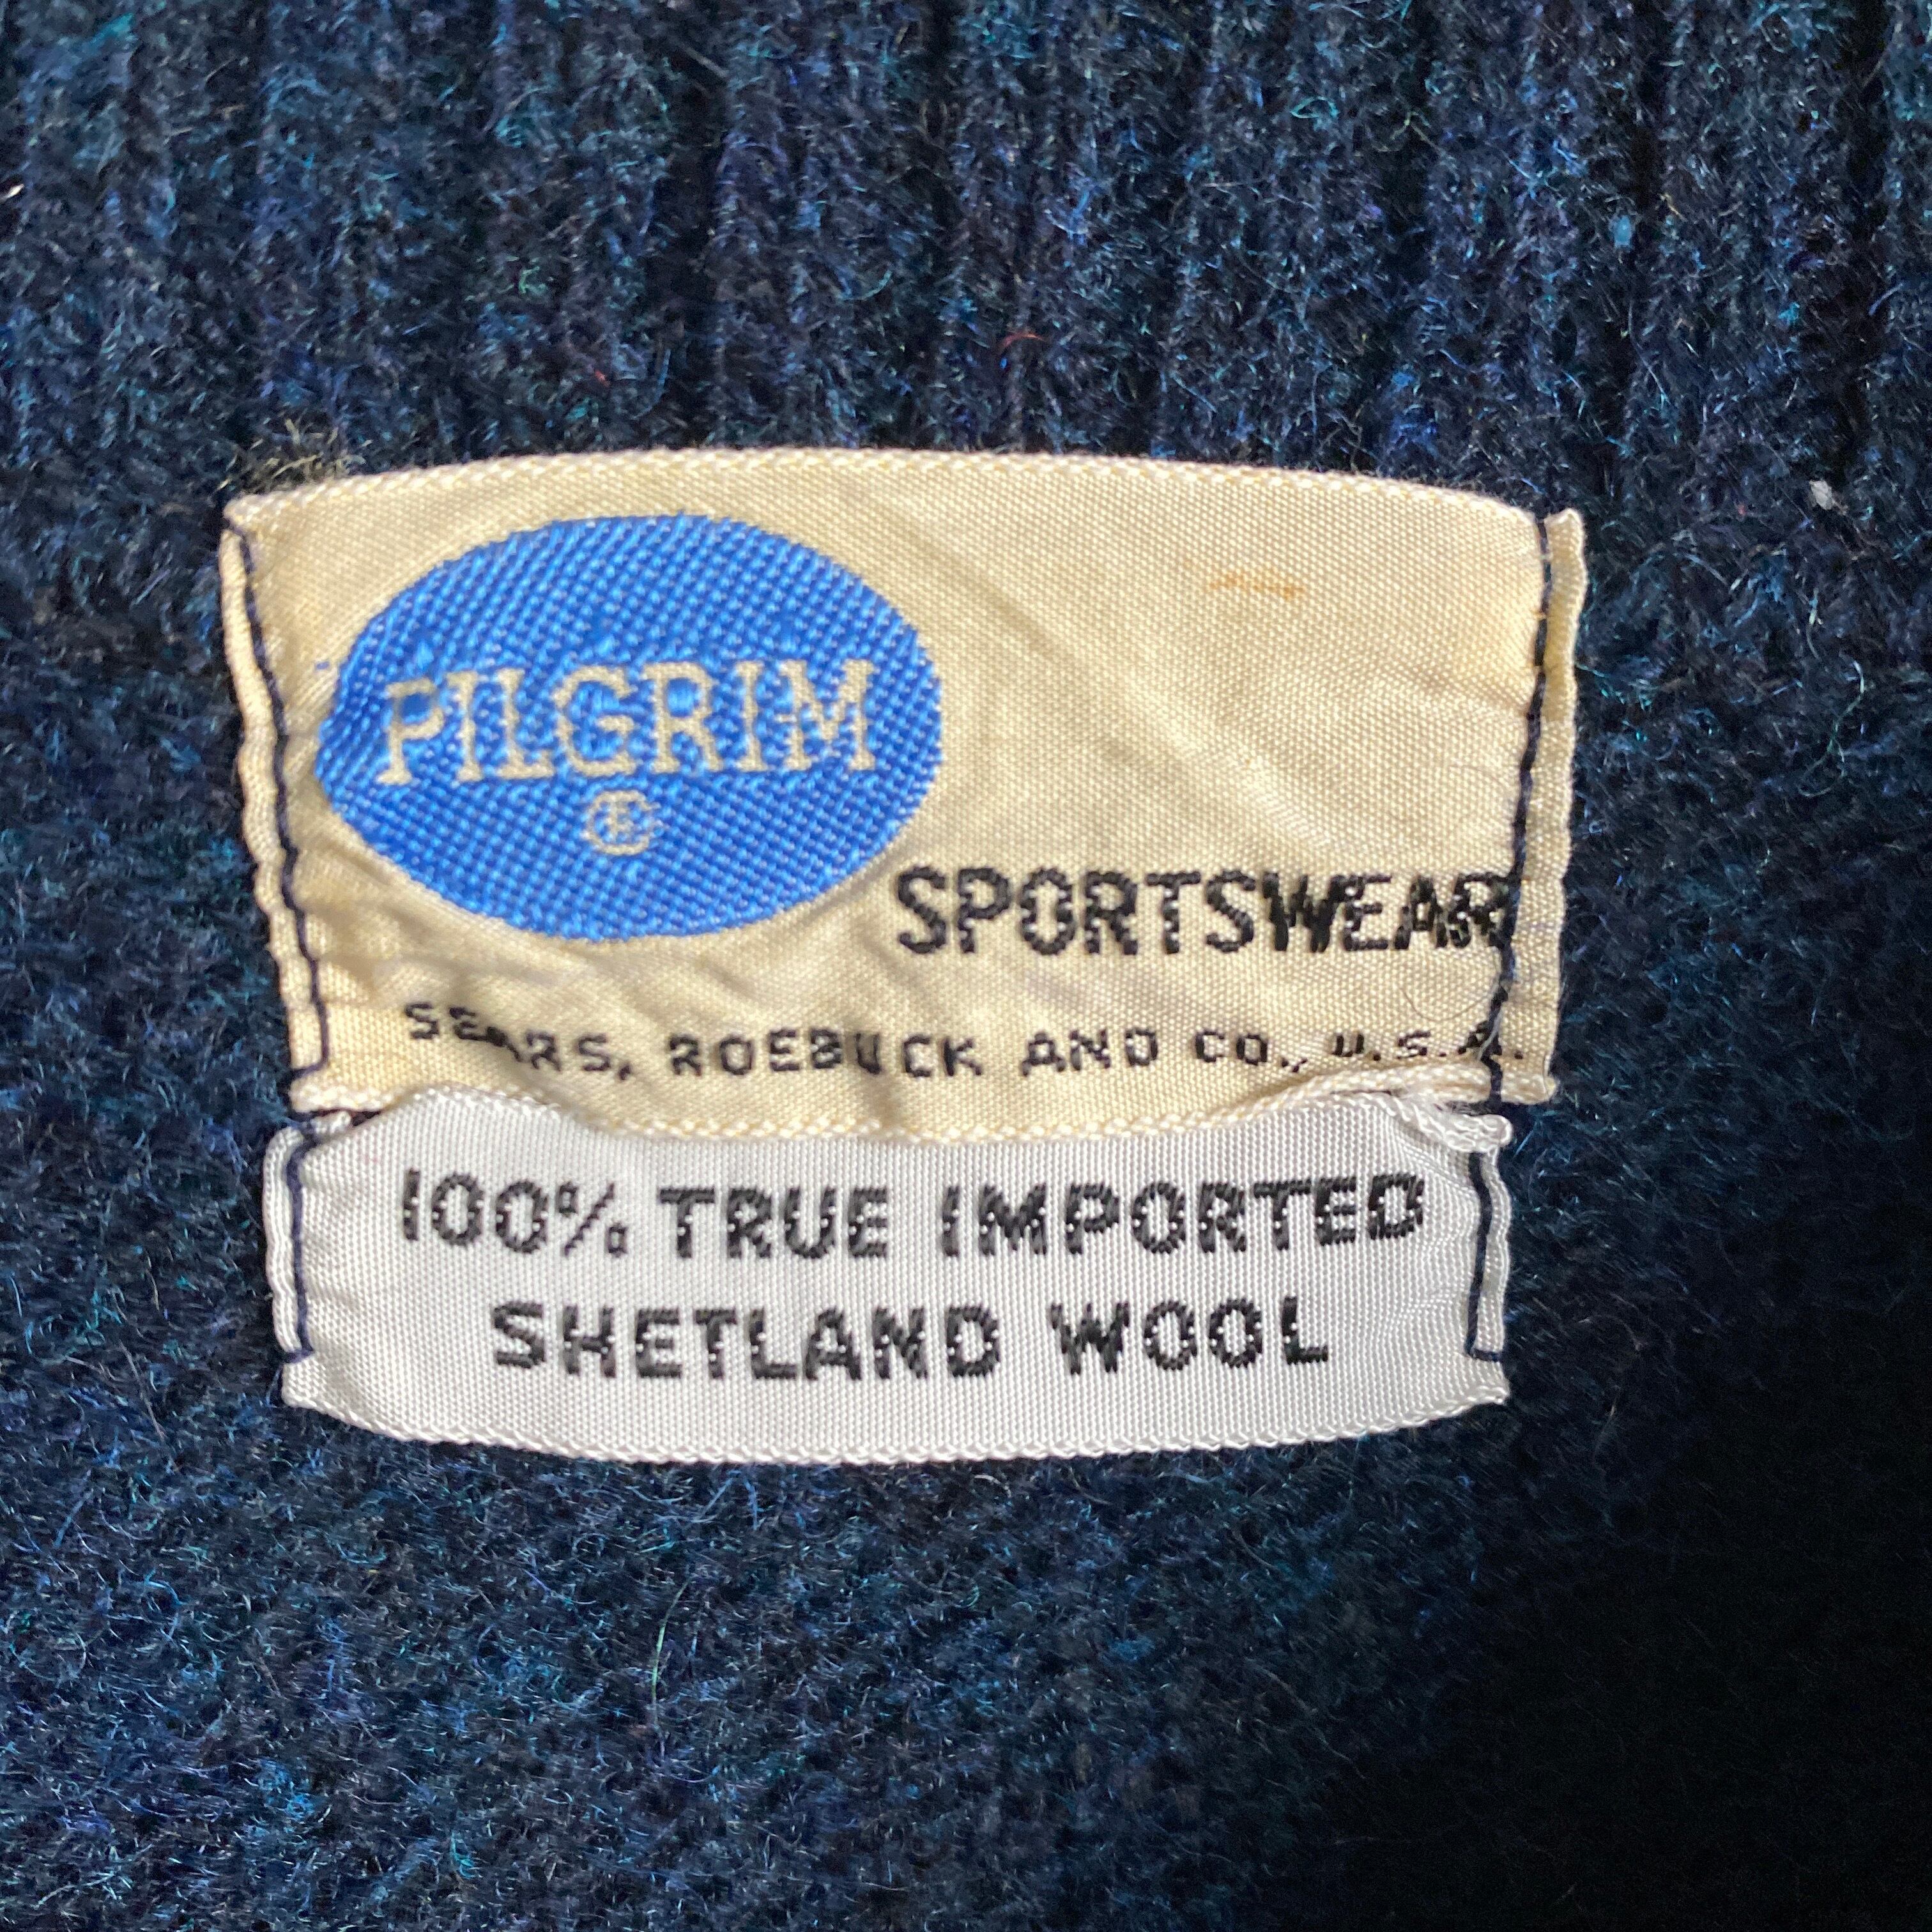 PILGRIM
SPORTSWEAR
SEARS, ROEBUCK AND CO., U.S.A.
100% TRUE IMPORTED
SHETLAND WOOL